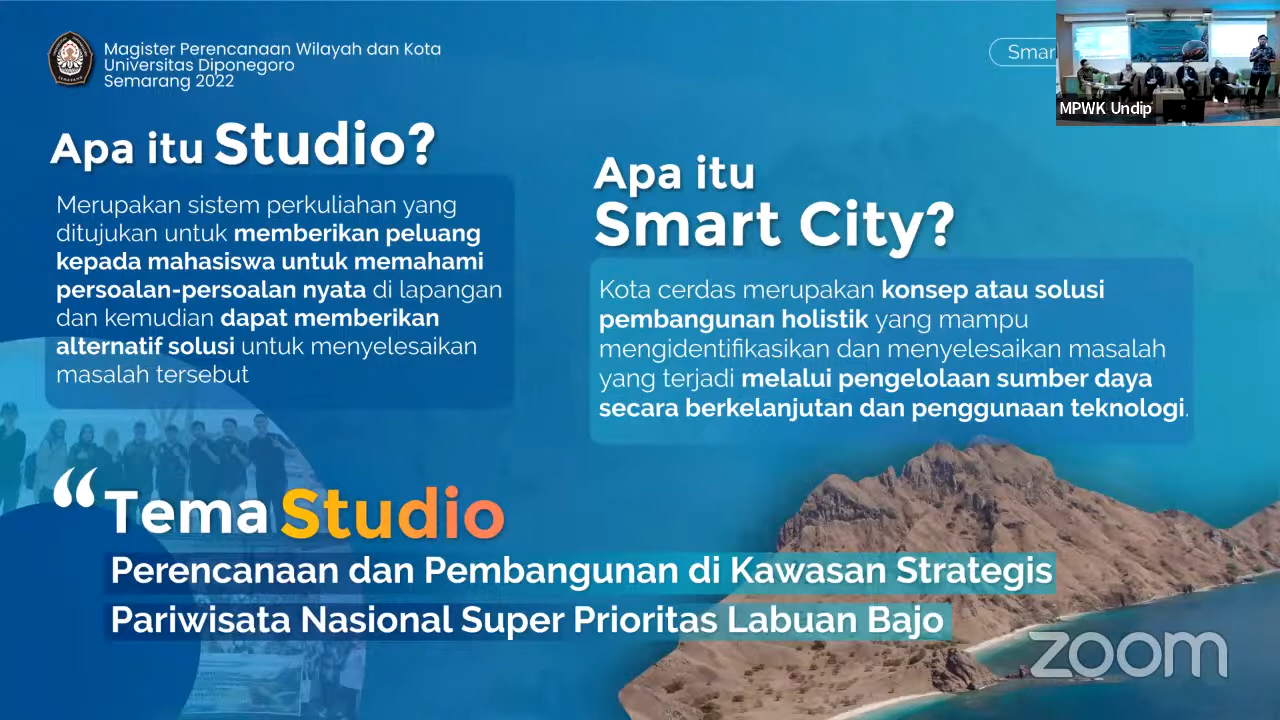 Magister Perencanaan Wilayah dan Kota
Universitas Diponegoro
Semarang 2022
Smar
MPWK Undip
Apa itu Studio?
Merupakan sistem perkuliahan yang
ditujukan untuk memberikan peluang
kepada mahasiswa untuk memahami
persoalan-persoalan nyata di lapangan
dan kemudian dapat memberikan
alternatif solusi untuk menyelesaikan
masalah tersebut
Apa itu
Smart City?
Kota cerdas merupakan konsep atau solusi
pembangunan holistik yang mampu
mengidentifikasikan dan menyelesaikan masalah
yang terjadi melalui pengelolaan sumber daya
secara berkelanjutan dan penggunaan teknologi.
“Tema Studio
Perencanaan dan Pembangunan di Kawasan Strategis
Pariwisata Nasional Super Prioritas Labuan Bajo
zoom